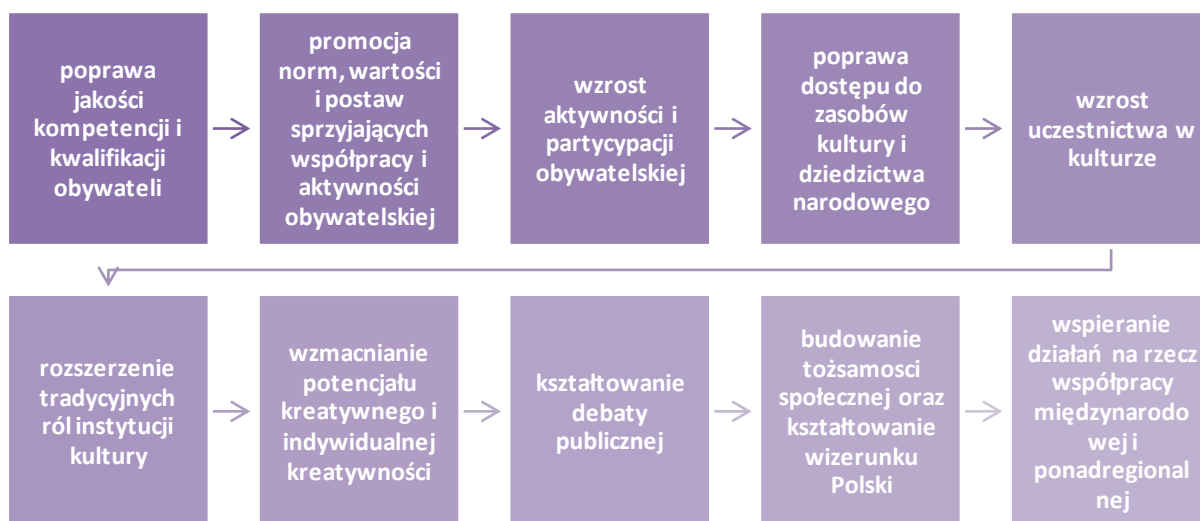 poprawa
jakości
kompetencji i
kwalifikacji
obywateli
promocja
norm, wartości
i postaw
sprzyjających
współpracy i
aktywności
obywatelskiej
wzrost
aktywności i
partycypacji
obywatelskiej
poprawa
dostępu do
zasobów
kultury i
dziedzictwa
narodowego
wzrost
uczestnictwa w
kulturze
rozszerzenie
tradycyjnych
ról instytucji
kultury
wzmacnianie
potencjału
kreatywnego i
indywidualnej
kreatywności
kształtowanie
debaty
publicznej
budowanie
tożsamosci
społecznej oraz
kształtowanie
wizerunku
Polski
wspieranie
działań na rzecz
współpracy
międzynarodo
wej i
ponadregional
nej